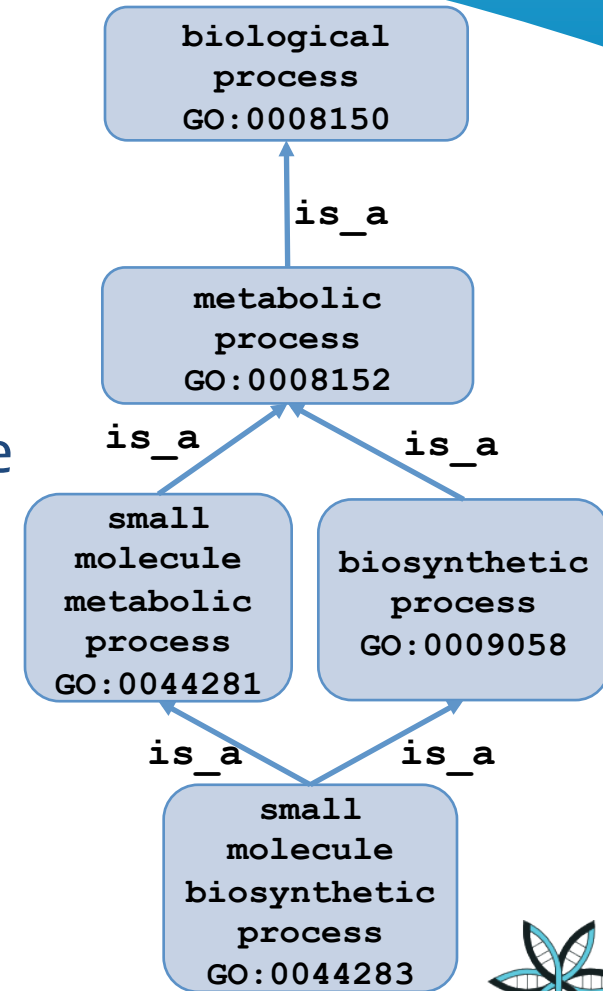 biological
process
GO:0008150
is_a
metabolic
process
GO:0008152
e
is_a
is_a
small
molecule
metabolic
process
GO:0044281
biosynthetic
process
GO:0009058
is_a
is_a
small
molecule
biosynthetic
process
GO:0044283